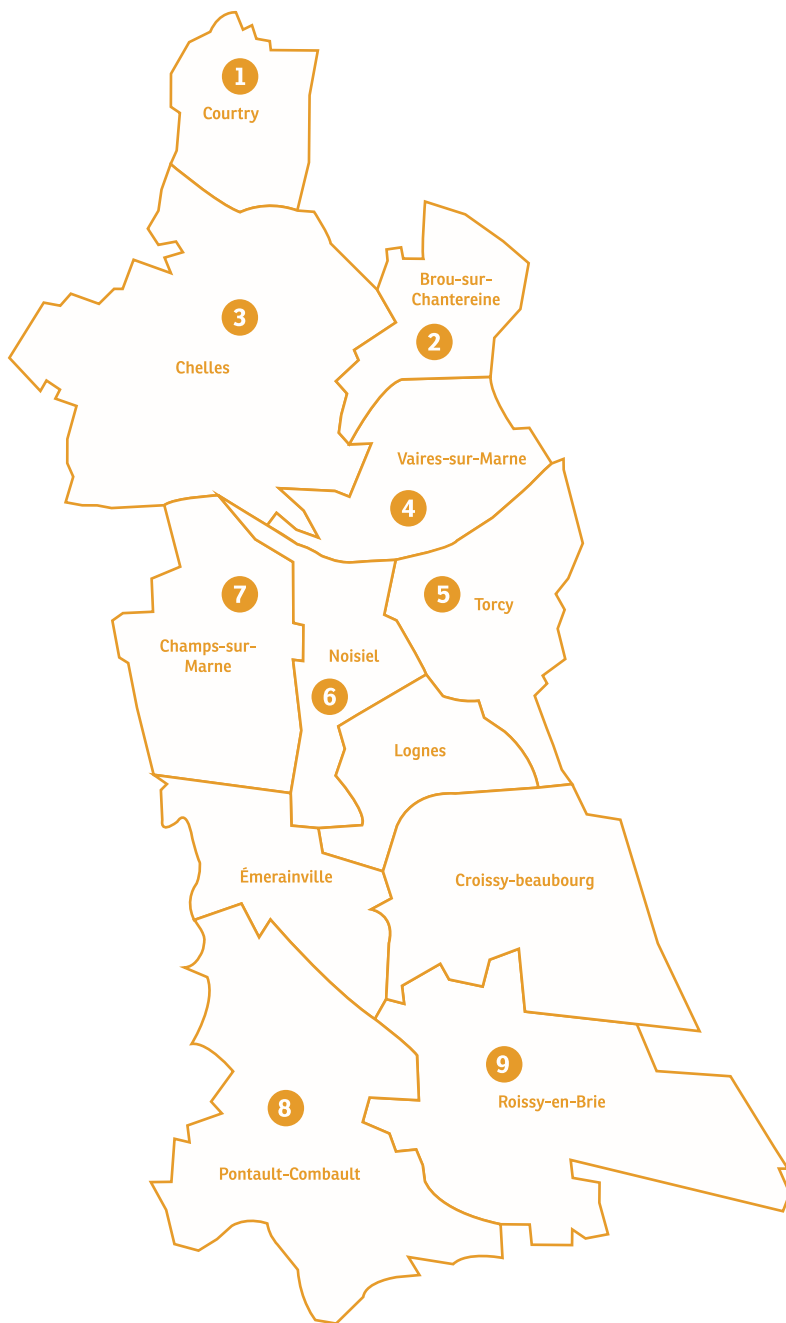 1
Courtry
Brou-sur-
Chantereine
2
3
Chelles
Vaires-sur-Marne
4
7
5
Torcy
Champs-sur-
Marne
Noisiel
6
Lognes
Émerainville
Croissy-beaubourg
9
Roissy-en-Brie
8
Pontault-Combault